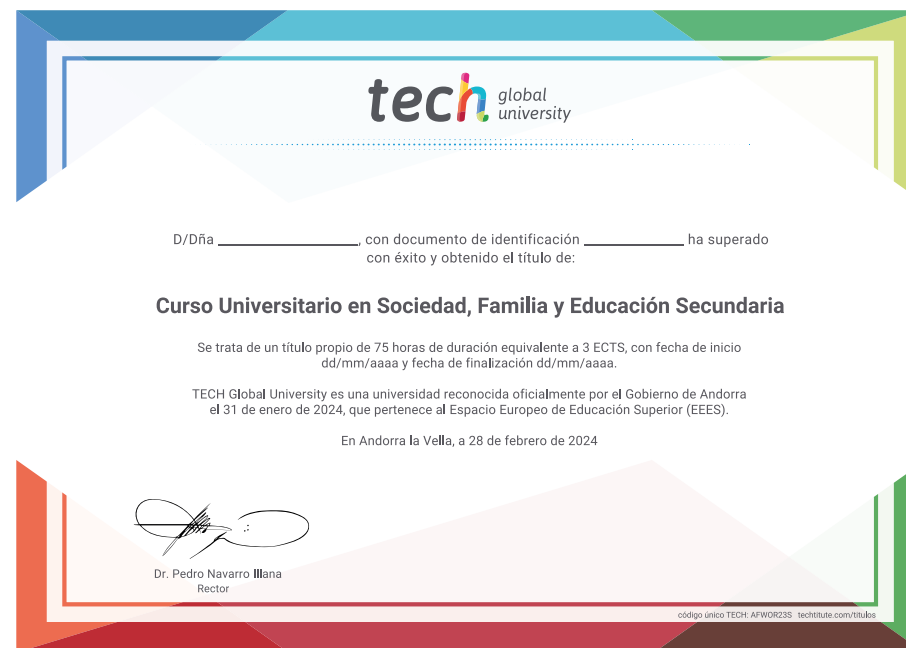 tech global university
D/Dña ________________, con documento de identificación ____________ ha superado
con éxito y obtenido el título de:
Curso Universitario en Sociedad, Familia y Educación Secundaria
Se trata de un título propio de 75 horas de duración equivalente a 3 ECTS, con fecha de inicio
dd/mm/aaaa y fecha de finalización dd/mm/aaaa.
TECH Global University es una universidad reconocida oficialmente por el Gobierno de Andorra
el 31 de enero de 2024, que pertenece al Espacio Europeo de Educación Superior (EEES).
En Andorra la Vella, a 28 de febrero de 2024
Dr. Pedro Navarro Illana
Rector
código único TECH: AFWOR23S techtitute.com/titulos